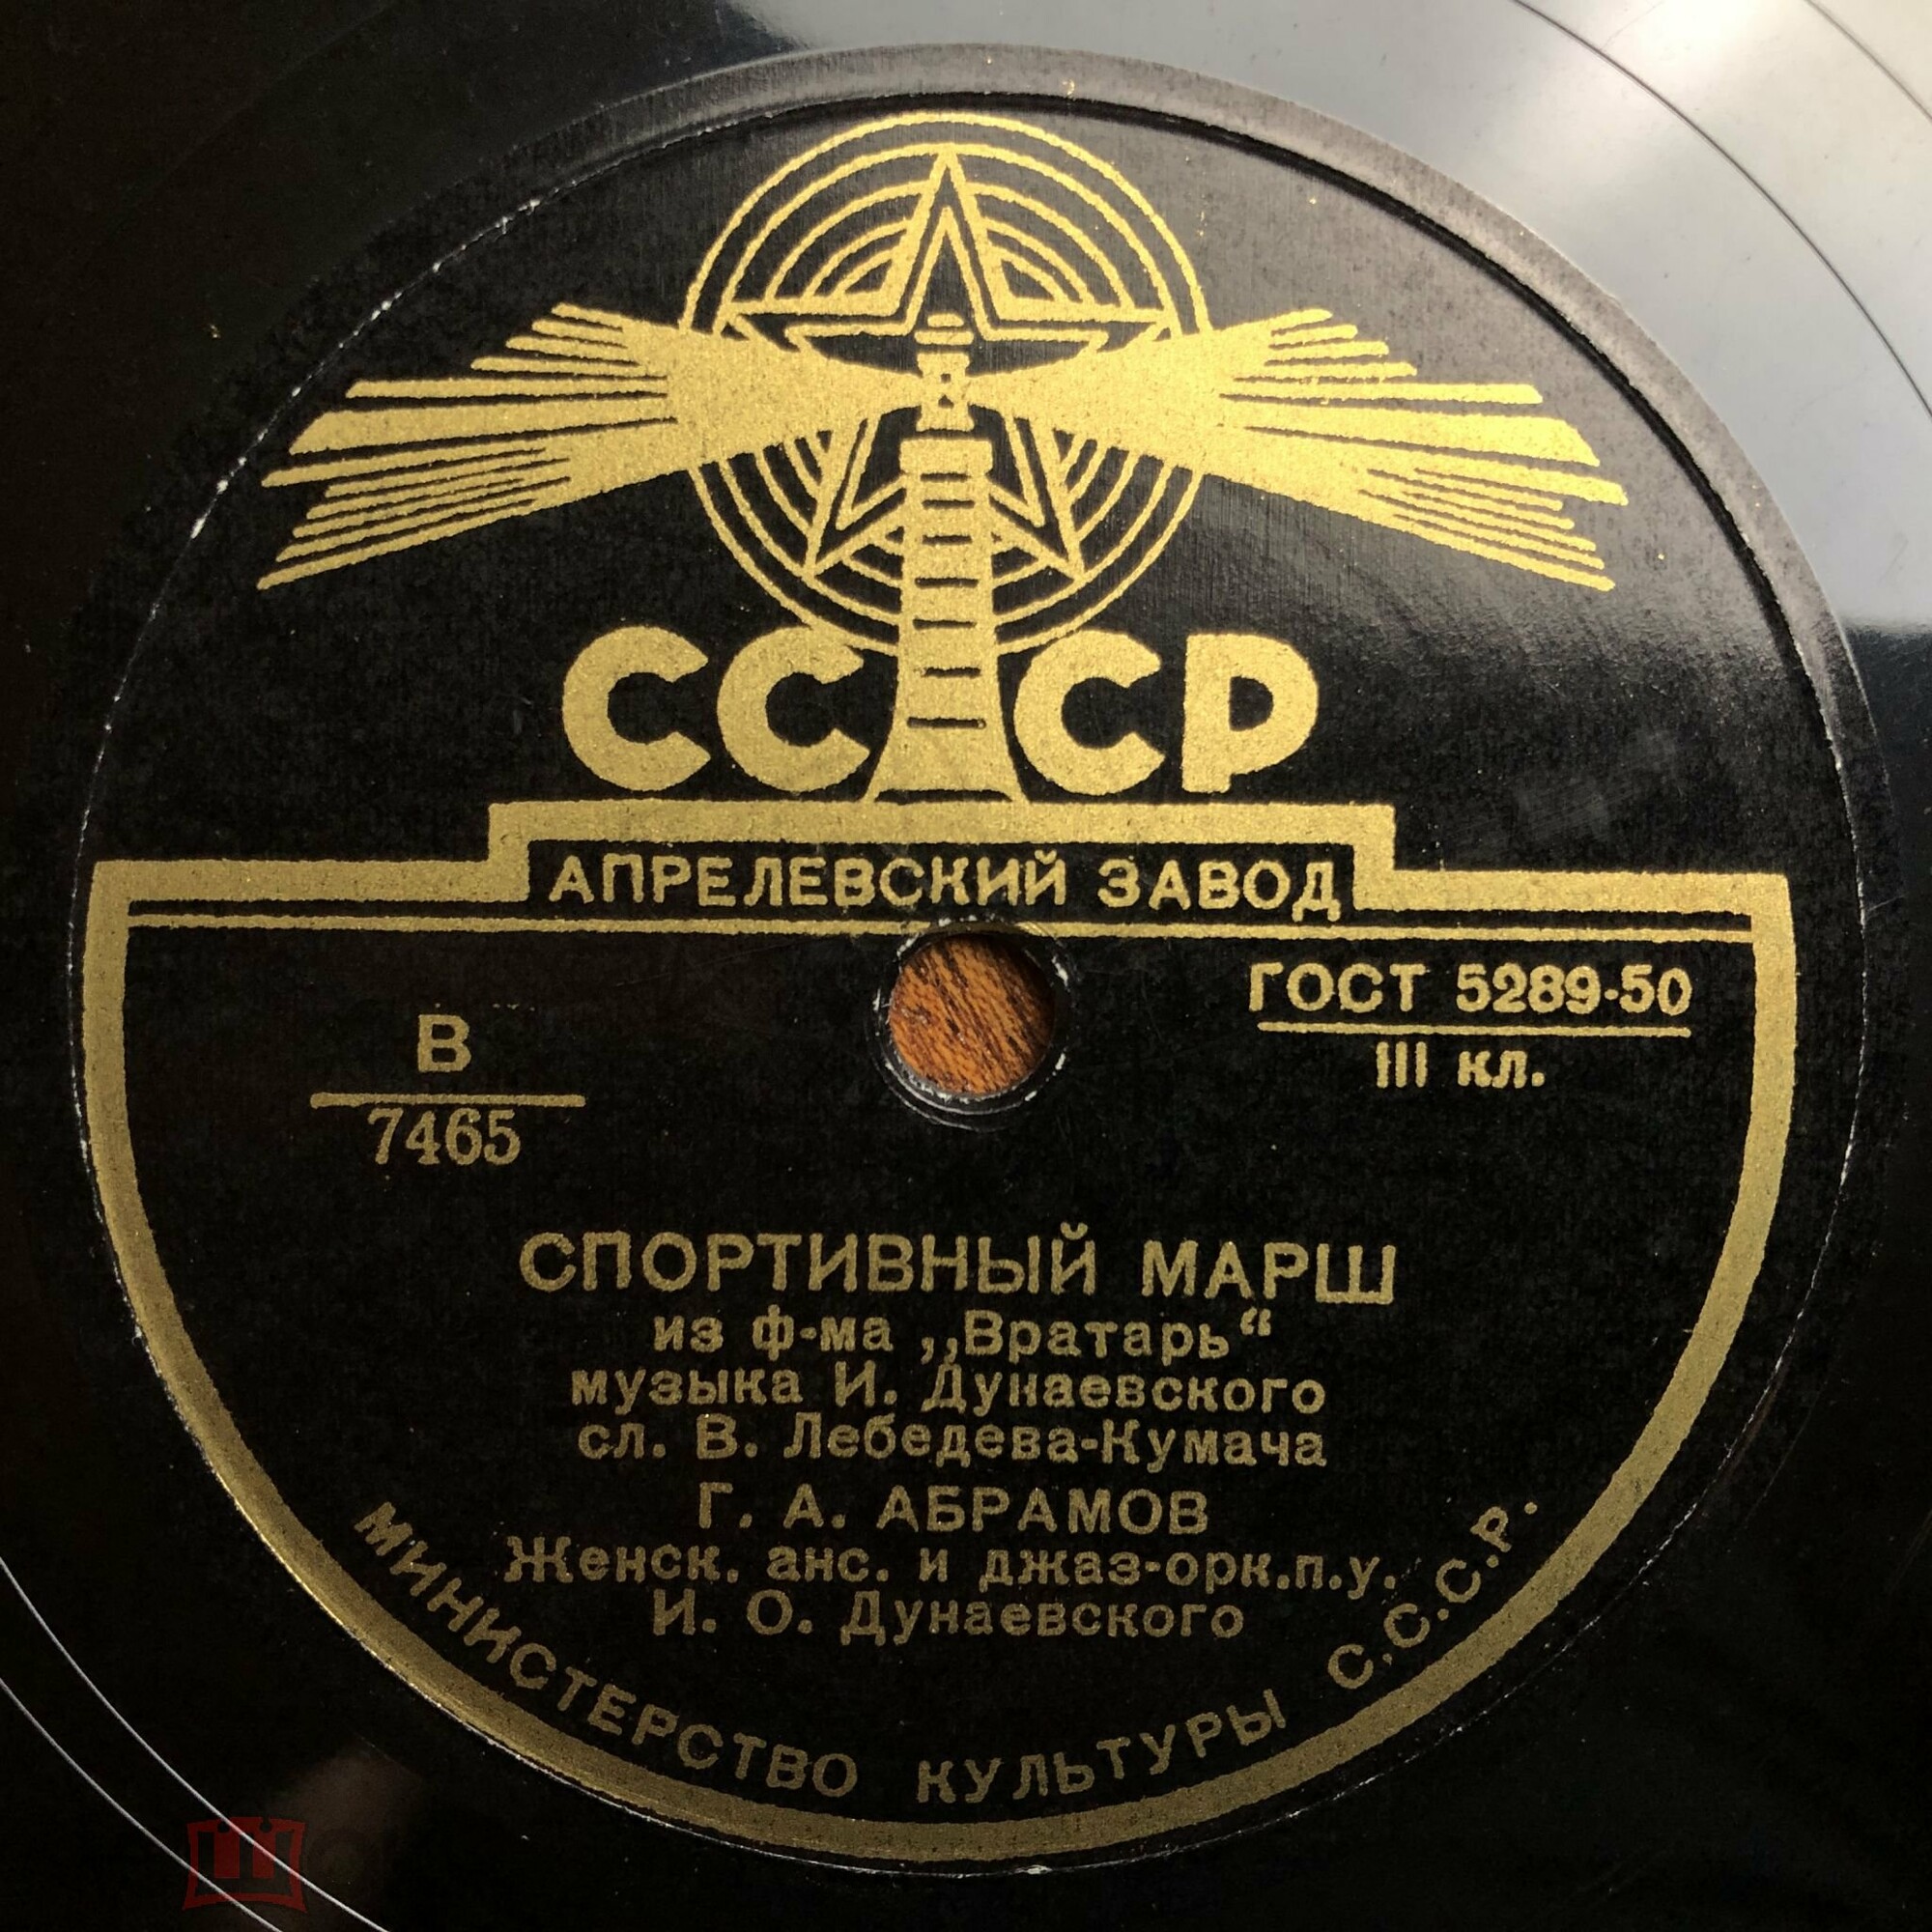 СССР
АПРЕЛЕВСКИЙ ЗАВОД
ГОСТ 5289-50
III кл.
В
7465
СПОРТИВНЫЙ МАРШ
из ф-ма „Вратарь“
музыка И. Дунаевского
сл. В. Лебедева-Кумача
Г. А. АБРАМОВ
Женск. анс. и джаз-орк.п.у.
И. О. Дунаевского
МИНИСТЕРСТВО КУЛЬТУРЫ С.С.С.Р.